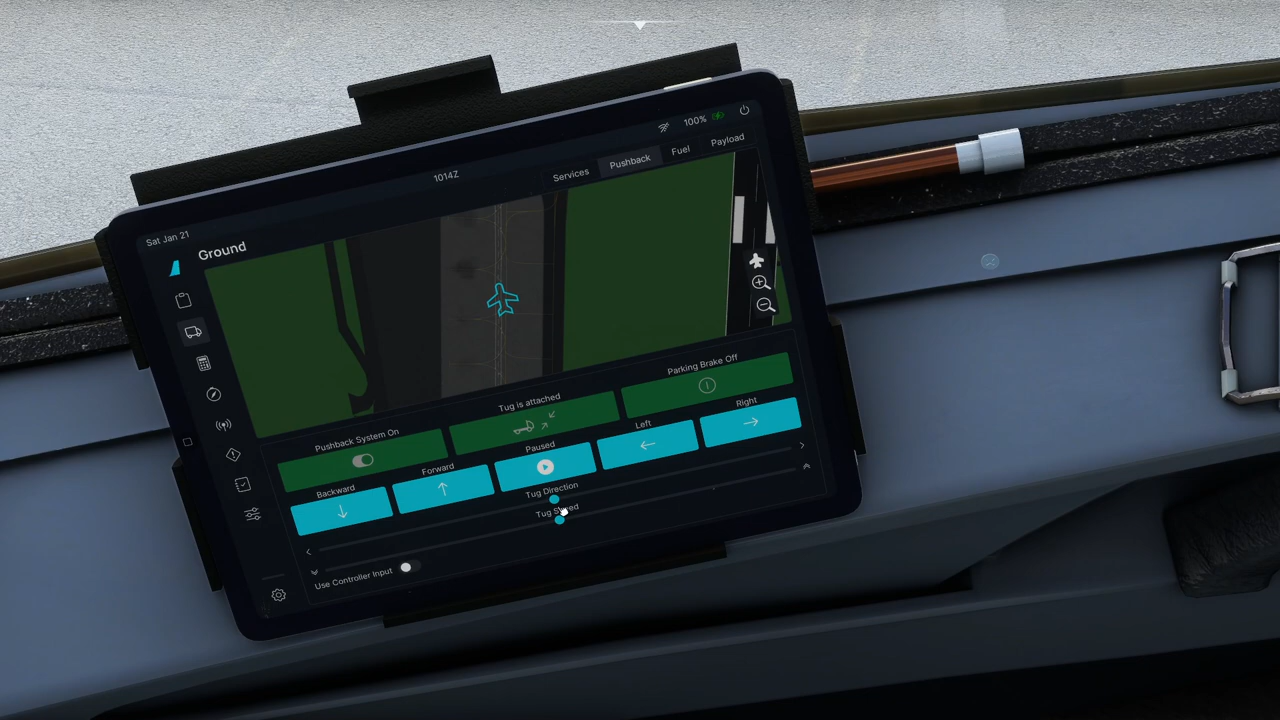 Sat Jan 21
1014Z
100%
Ground
Services
Pushback
Fuel
Payload
Pushback System On
Tug is attached
Parking Brake Off
Backward
Forward
Paused
Left
Right
Tug Direction
Tug Speed
Use Controller Input